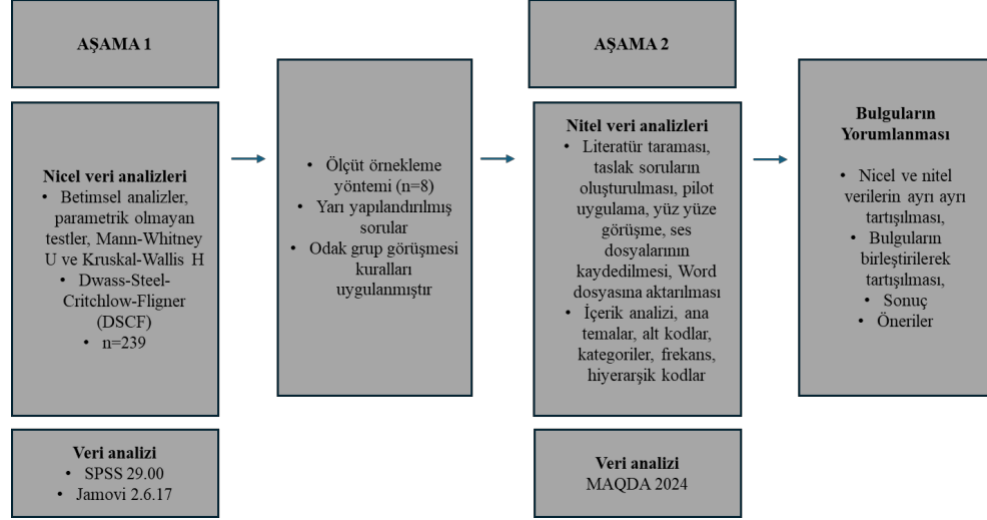 AŞAMA 1
Nicel veri analizleri
• Betimsel analizler,
parametrik olmayan
testler, Mann-Whitney
U ve Kruskal-Wallis H
• Dwass-Steel-
Critchlow-Fligner
(DSCF)
• n=239
Veri analizi
• SPSS 29.00
• Jamovi 2.6.17
• Ölçüt örnekleme
yöntemi (n=8)
• Yarı yapılandırılmış
sorular
• Odak grup görüşmesi
kuralları
uygulanmıştır
AŞAMA 2
Nitel veri analizleri
• Literatür taraması,
taslak soruların
oluşturulması, pilot
uygulama, yüz yüze
görüşme, ses
dosyalarının
kaydedilmesi, Word
dosyasına aktarılması
• İçerik analizi, ana
temalar, alt kodlar,
kategoriler, frekans,
hiyerarşik kodlar
Veri analizi
MAQDA 2024
Bulguların
Yorumlanması
• Nicel ve nitel
verilerin ayrı ayrı
tartışılması,
• Bulguların
birleştirilerek
tartışılması,
• Sonuç
• Öneriler